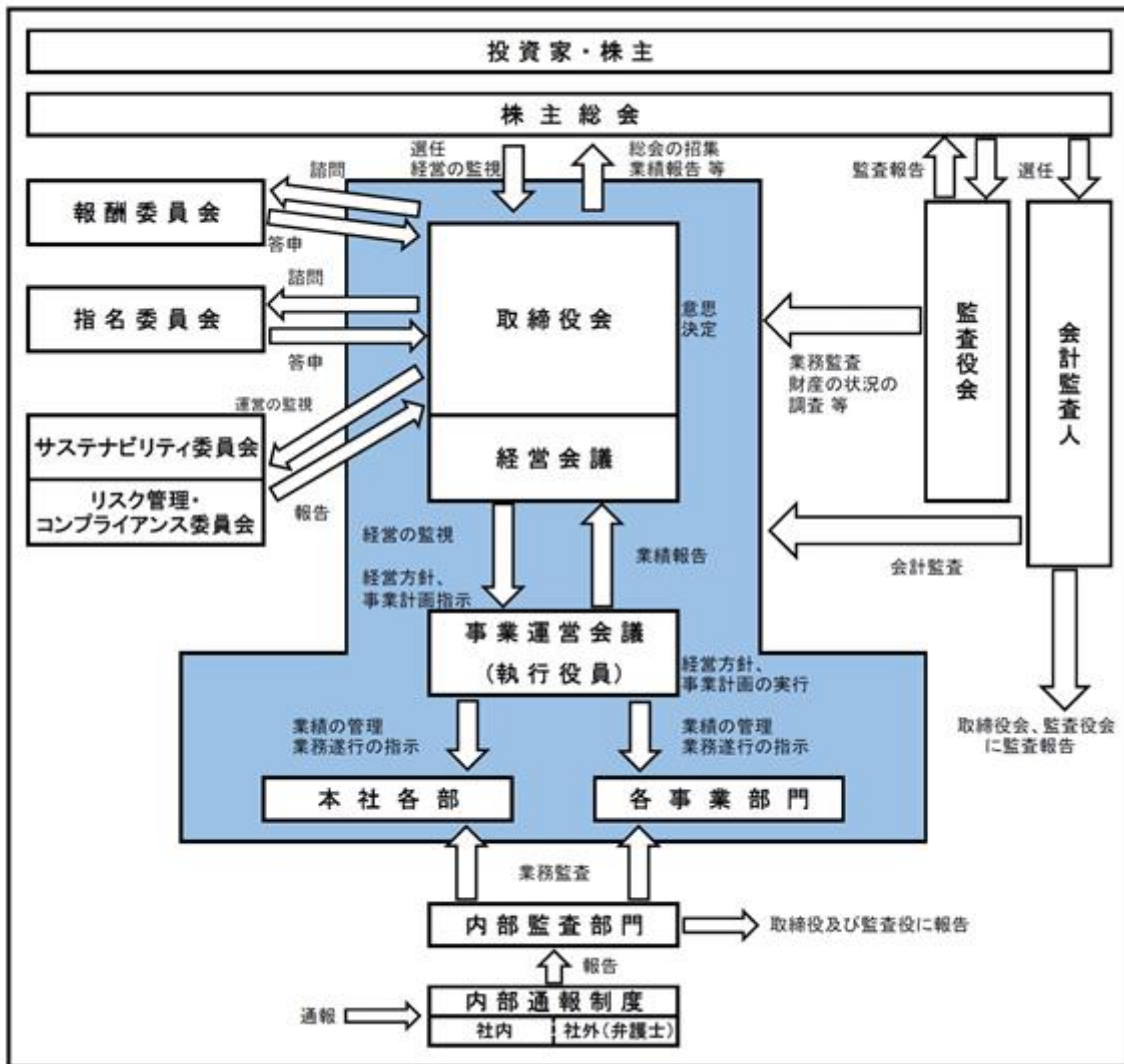 投資家・株主
株主総会
選任
経営の監視
総会の招集
業績報告 等
監査報告
選任
諮問
報酬委員会
答申
諮問
指名委員会
答申
取締役会
意思
決定
業務監査
財産の状況の
調査 等
監査役会
会計監査人
運営の監視
サステナビリティ委員会
リスク管理・
コンプライアンス委員会
報告
経営会議
経営の監視
経営方針、
事業計画指示
業績報告
会計監査
事業運営会議
(執行役員)
経営方針、
事業計画の実行
業績の管理
業務遂行の指示
業績の管理
業務遂行の指示
取締役会、監査役会
に監査報告
本社各部
各事業部門
業務監査
内部監査部門
取締役及び監査役に報告
報告
通報
内部通報制度
社内
社外(弁護士)